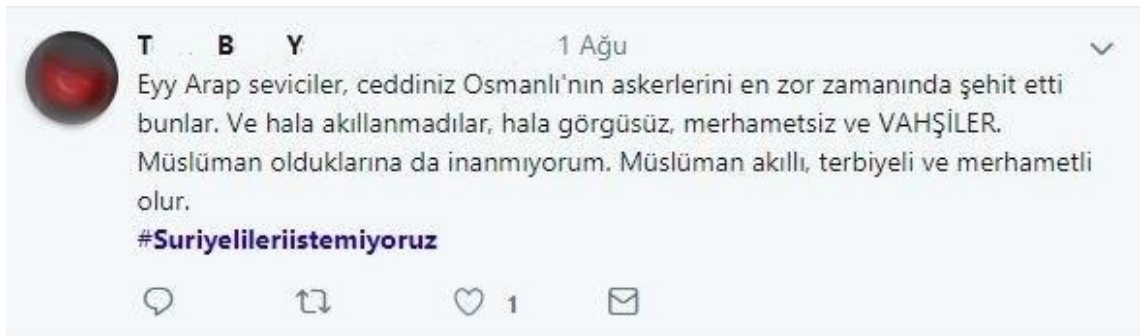 T B Y 1 Ağu
Eyy Arap seviciler, ceddiniz Osmanlı'nın askerlerini en zor zamanında şehit etti
bunlar. Ve hala akıllanmadılar, hala görgüsüz, merhametsiz ve VAHŞİLER.
Müslüman olduklarına da inanmıyorum. Müslüman akıllı, terbiyeli ve merhametli
olur.
#Suriyelileriistemiyoruz
1